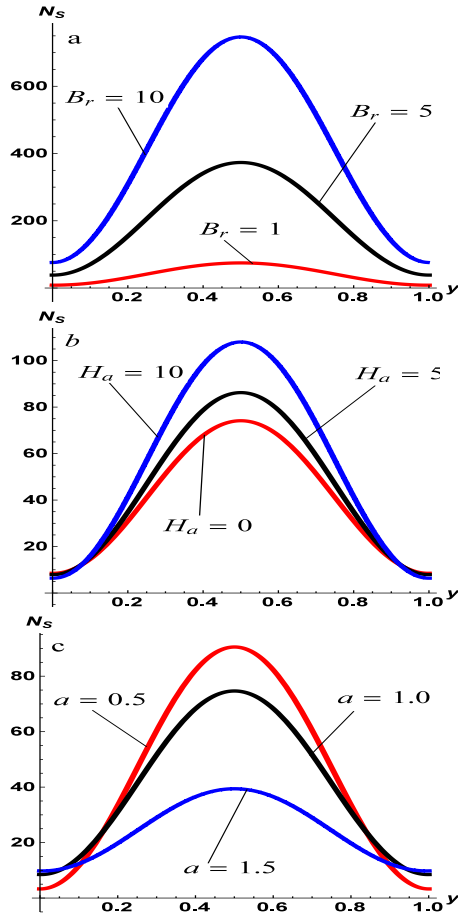 N_s
a
600
B_r = 10
B_r = 5
400
200
B_r = 1
0.2 0.4 0.6 0.8 1.0 y
N_s
b
100
H_a = 10
H_a = 5
80
60
40
H_a = 0
20
0.2 0.4 0.6 0.8 1.0 y
N_s
c
80
a = 0.5
a = 1.0
60
40
20
a = 1.5
0.2 0.4 0.6 0.8 1.0 y